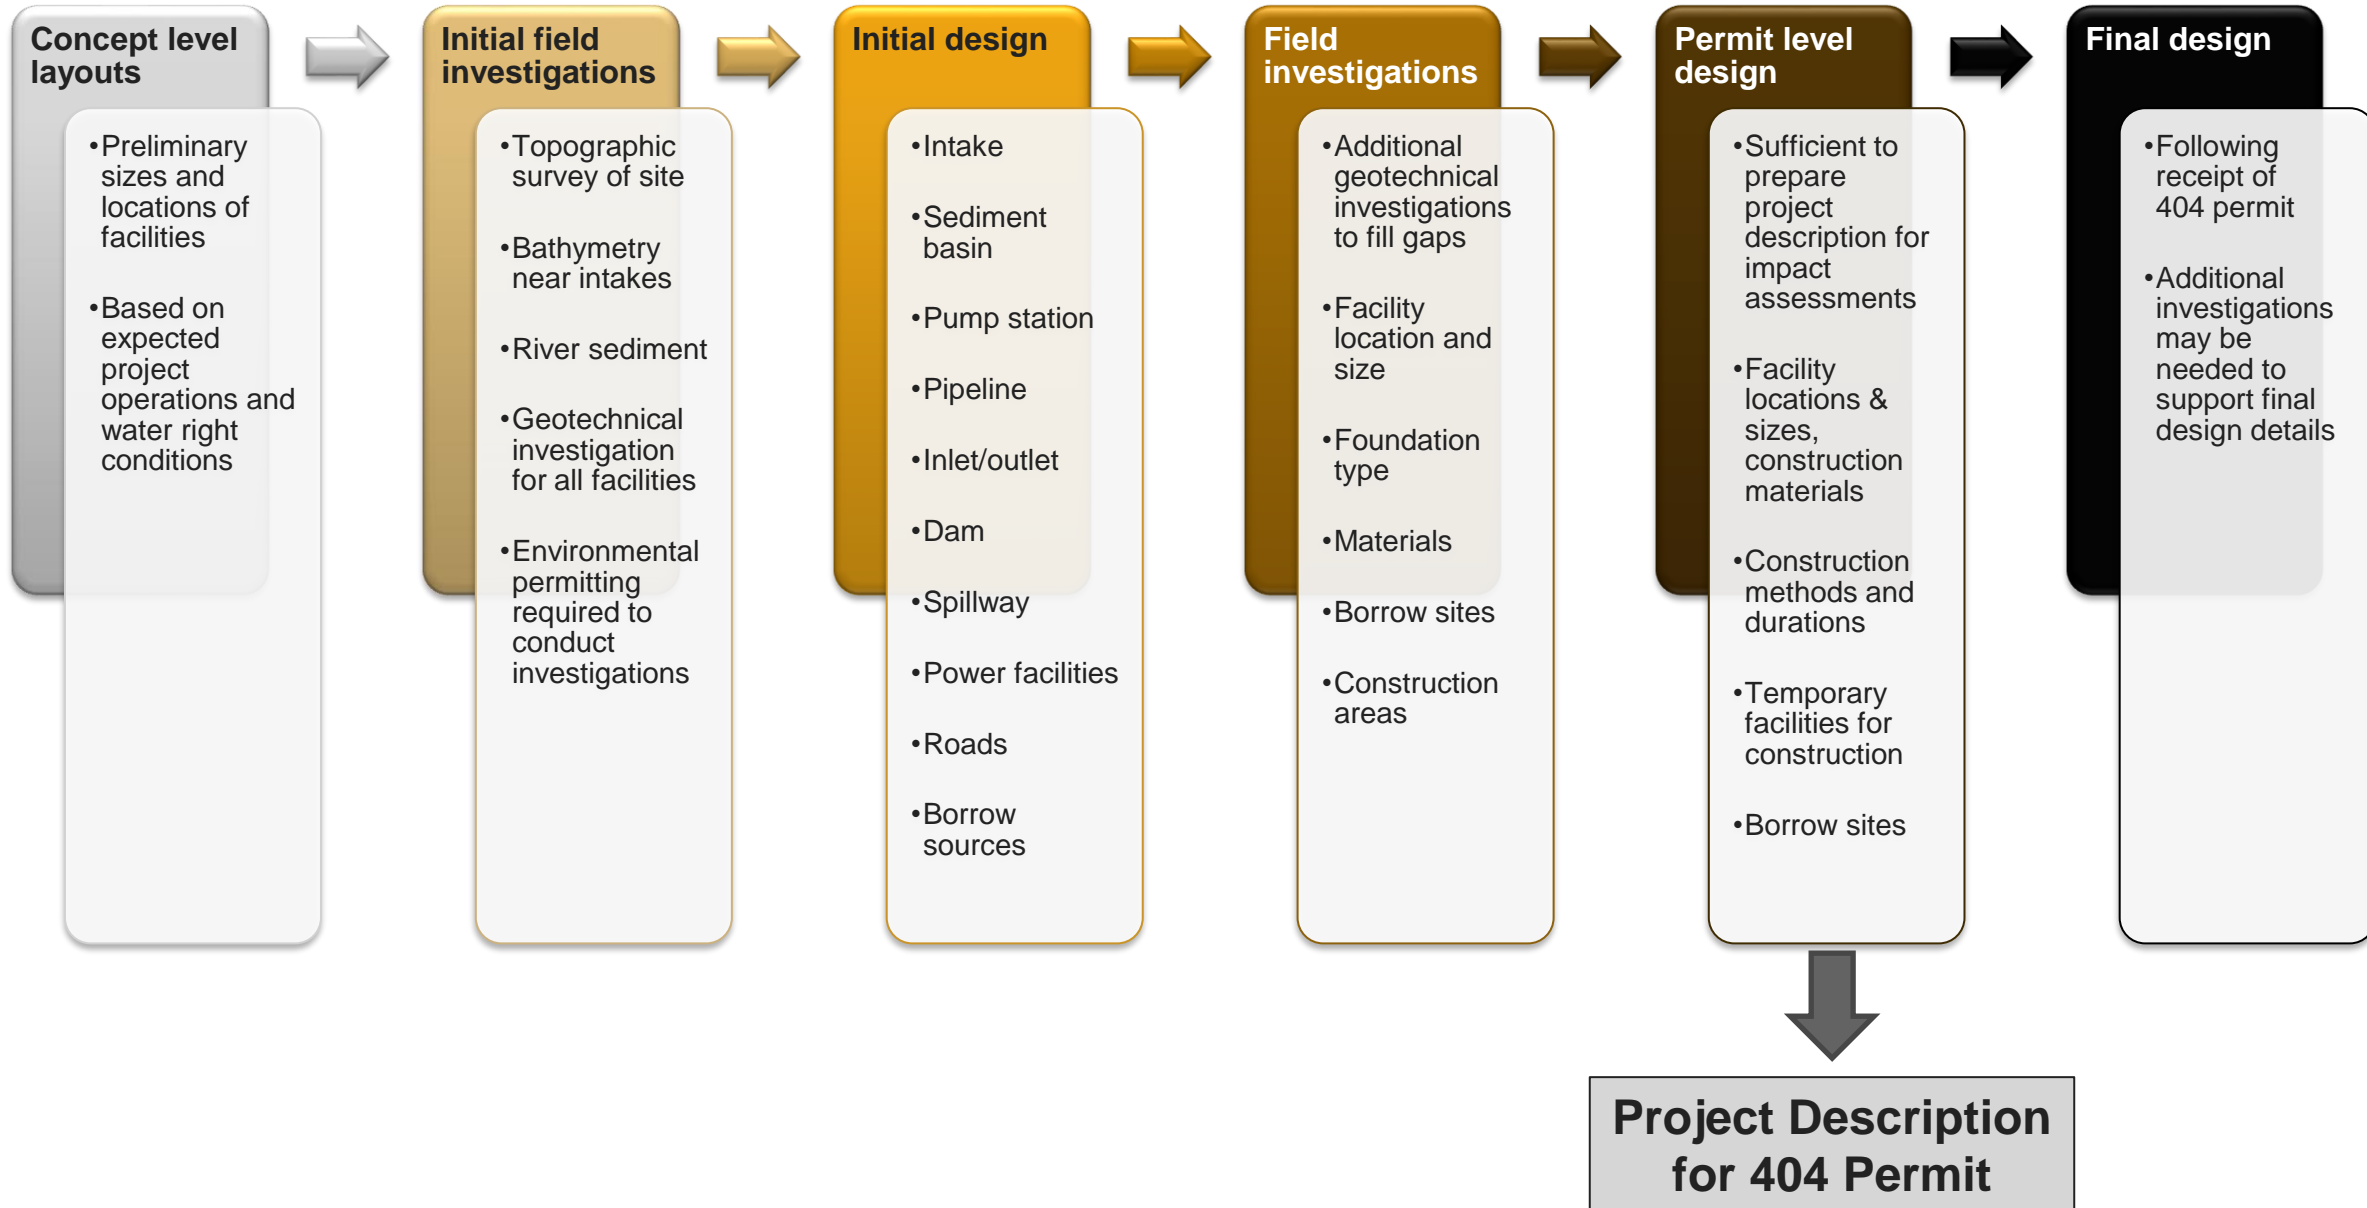 Concept level
layouts
•Preliminary
sizes and
locations of
facilities
•Based on
expected
project
operations and
water right
conditions
Initial field
investigations
•Topographic
survey of site
•Bathymetry
near intakes
•River sediment
•Geotechnical
investigation
for all facilities
•Environmental
permitting
required to
conduct
investigations
Initial design
•Intake
•Sediment
basin
•Pump station
•Pipeline
•Inlet/outlet
•Dam
•Spillway
•Power facilities
•Roads
•Borrow
sources
Field
investigations
•Additional
geotechnical
investigations
to fill gaps
•Facility
location and
size
•Foundation
type
•Materials
•Borrow sites
•Construction
areas
Permit level
design
•Sufficient to
prepare
project
description for
impact
assessments
•Facility
locations &
sizes,
construction
materials
•Construction
methods and
durations
•Temporary
facilities for
construction
•Borrow sites
Final design
•Following
receipt of
404 permit
•Additional
investigations
may be
needed to
support final
design details
Project Description
for 404 Permit